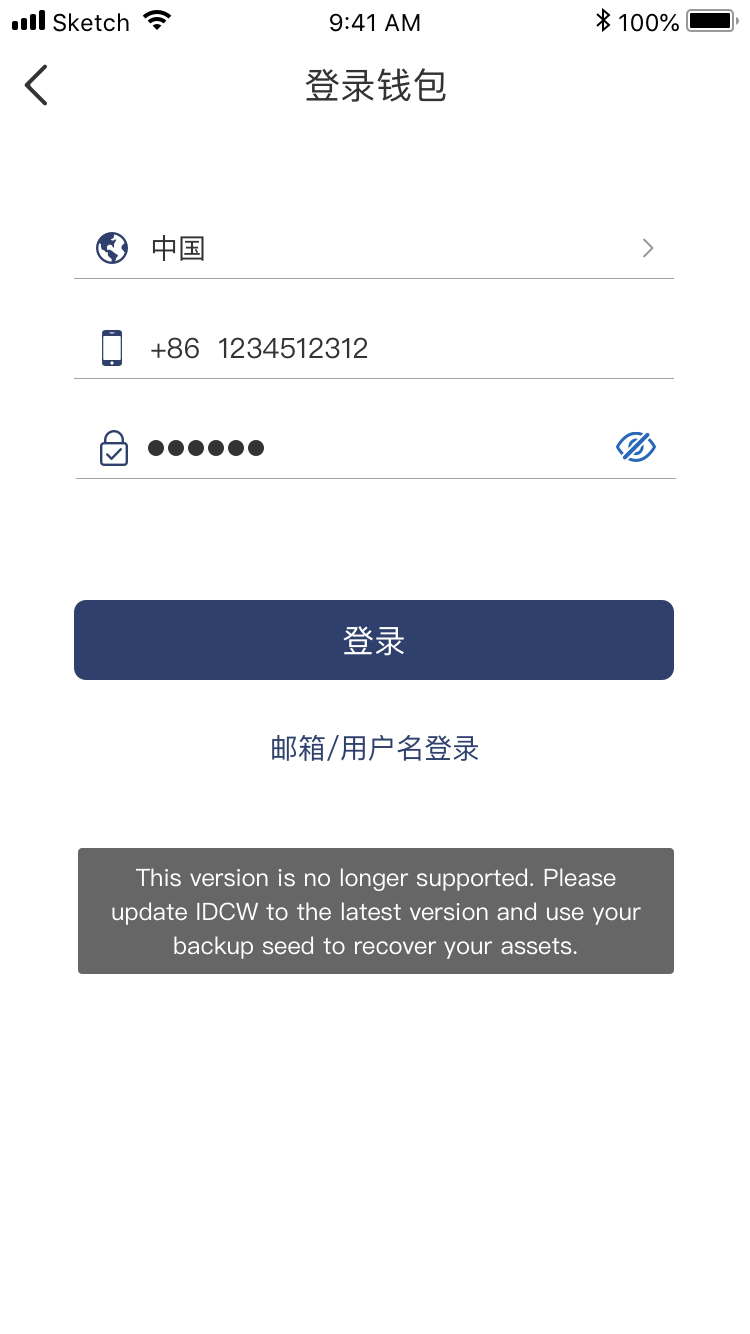 Sketch 9:41 AM 100%
登录钱包
中国
+86 1234512312
登录
邮箱/用户名登录
This version is no longer supported. Please
update IDCW to the latest version and use your
backup seed to recover your assets.